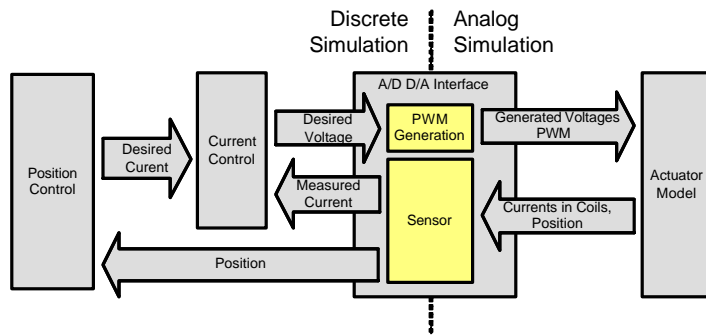 Discrete
Simulation
Analog
Simulation
A/D D/A Interface
Position
Control
Desired
Curent
Current
Control
Desired
Voltage
PWM
Generation
Generated Voltages
PWM
Measured
Current
Sensor
Currents in Coils,
Position
Actuator
Model
Position